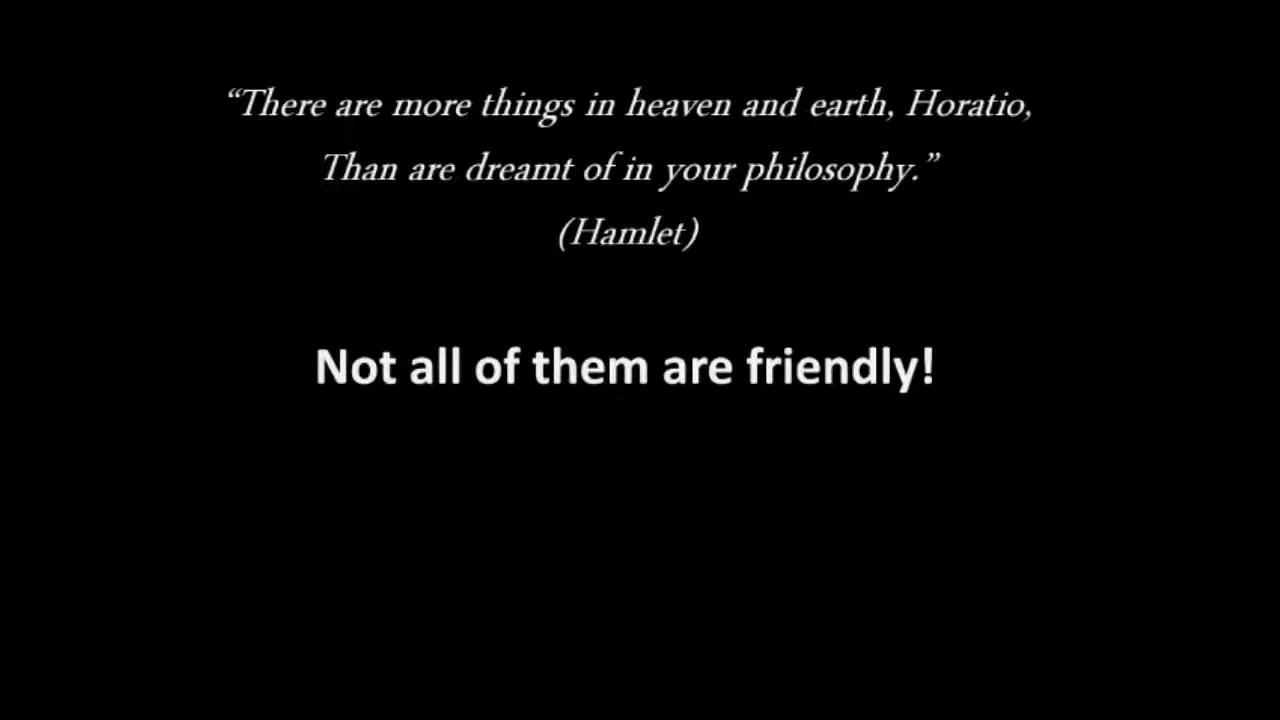 “There are more things in heaven and earth, Horatio,
Than are dreamt of in your philosophy.”
(Hamlet)
Not all of them are friendly!